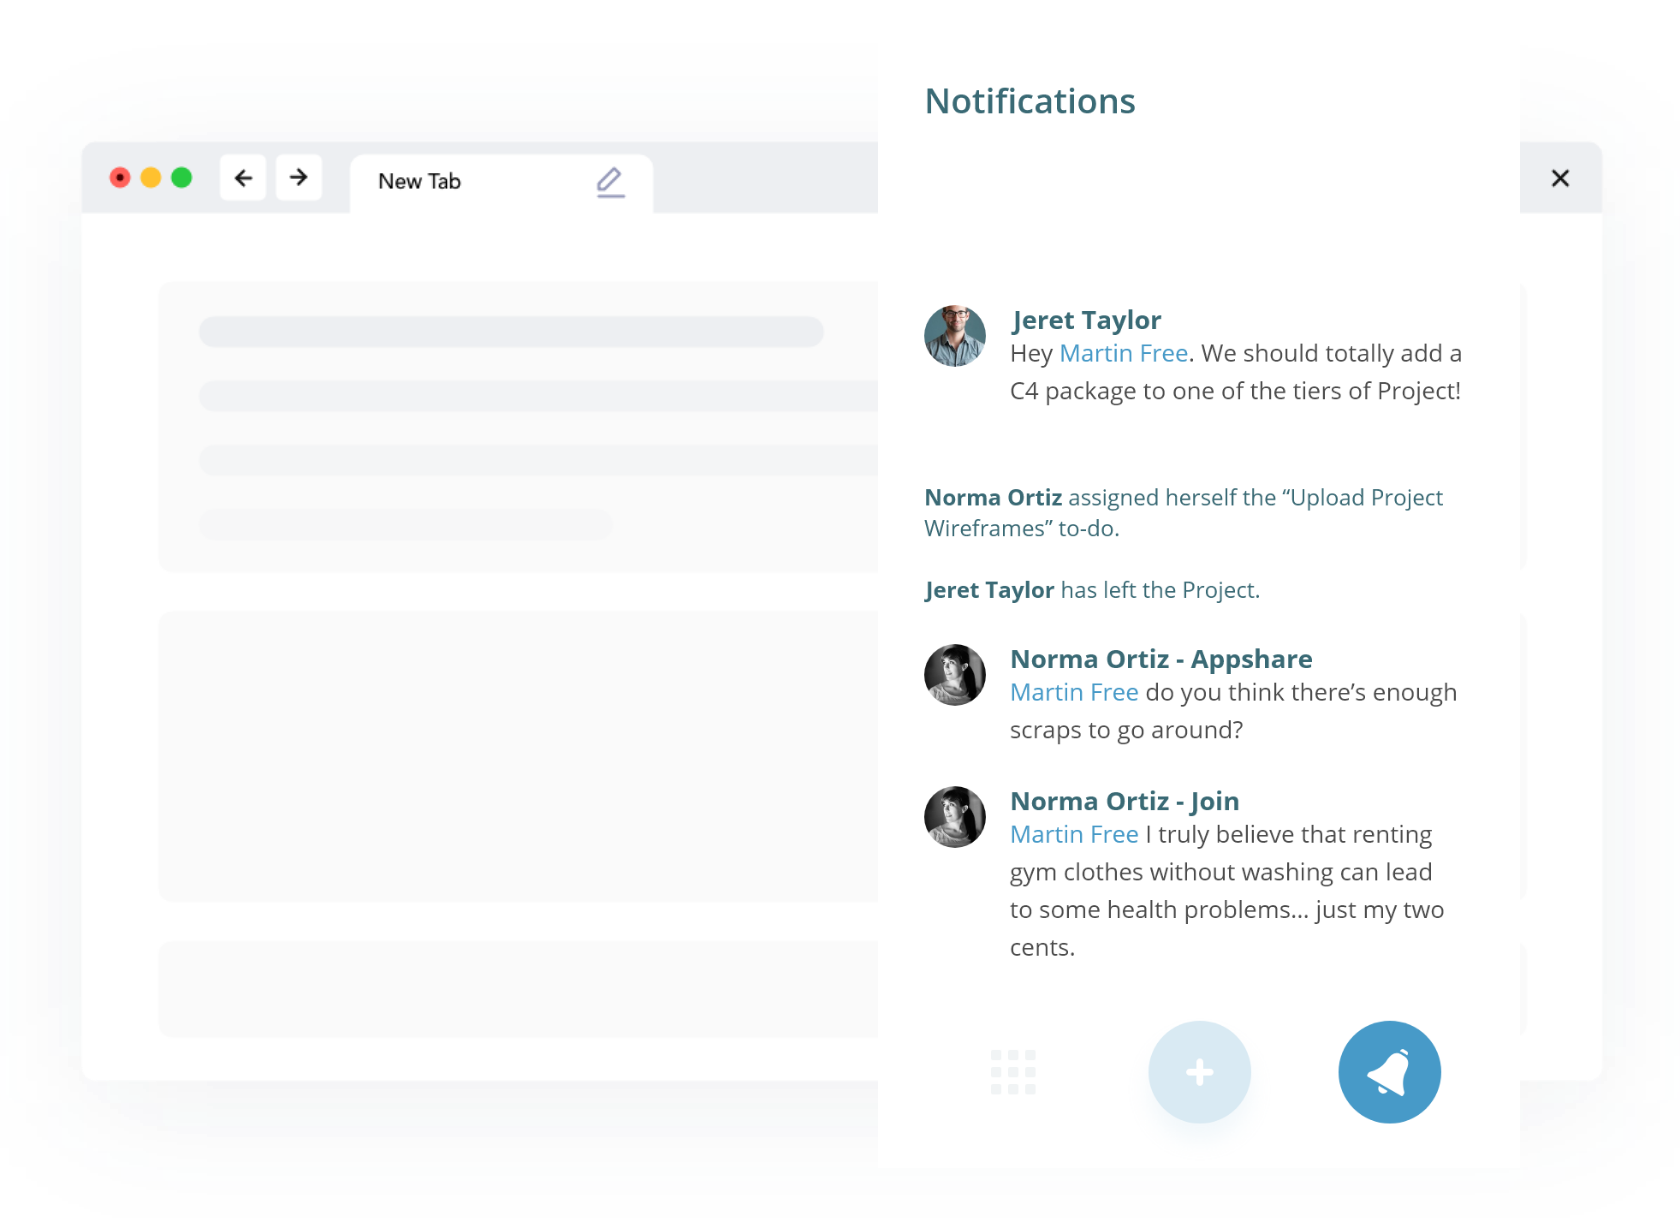 Notifications
New Tab
Jeret Taylor
Hey Martin Free. We should totally add a
C4 package to one of the tiers of Project!
Norma Ortiz assigned herself the “Upload Project
Wireframes” to-do.
Jeret Taylor has left the Project.
Norma Ortiz - Appshare
Martin Free do you think there’s enough
scraps to go around?
Norma Ortiz - Join
Martin Free I truly believe that renting
gym clothes without washing can lead
to some health problems... just my two
cents.